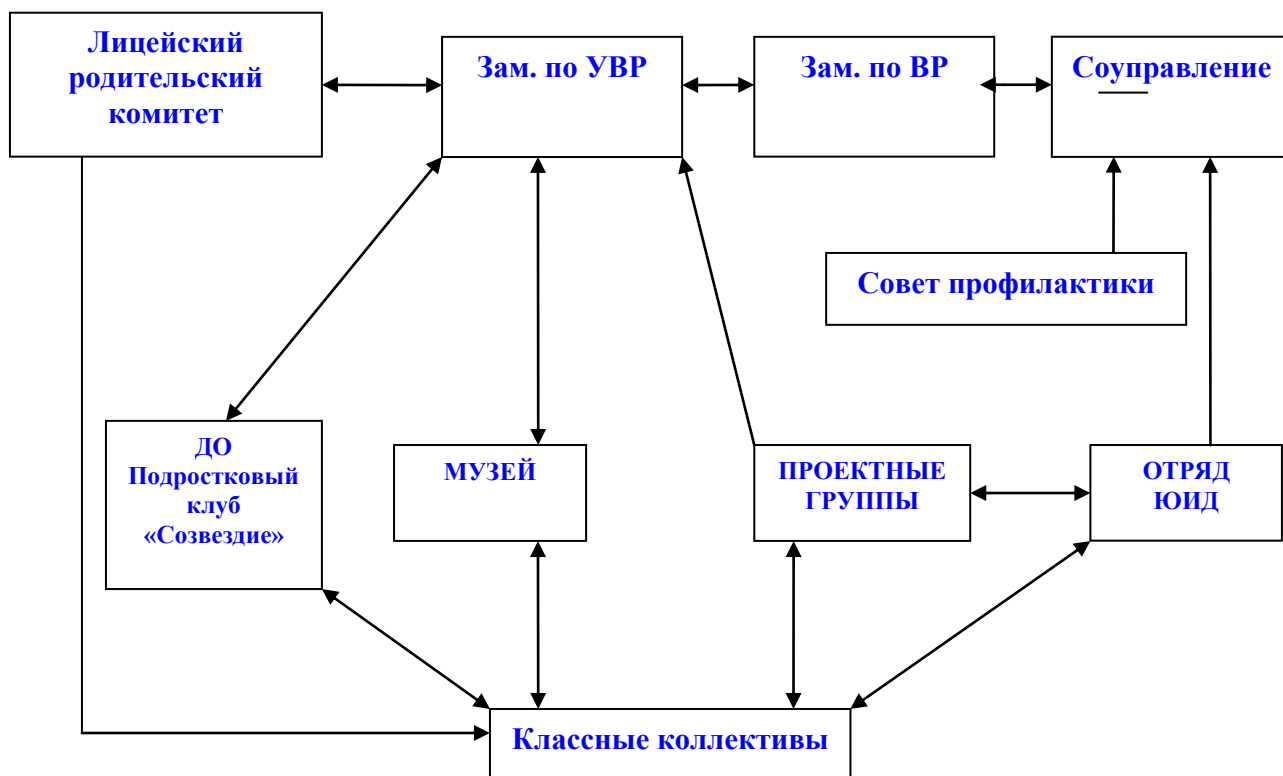 Лицейский
родительский
комитет
Зам. по УВР
Зам. по ВР
Соуправление
Совет профилактики
ДО
Подростковый
клуб
«Созвездие»
МУЗЕЙ
ПРОЕКТНЫЕ
ГРУППЫ
ОТРЯД
ЮИД
Классные коллективы